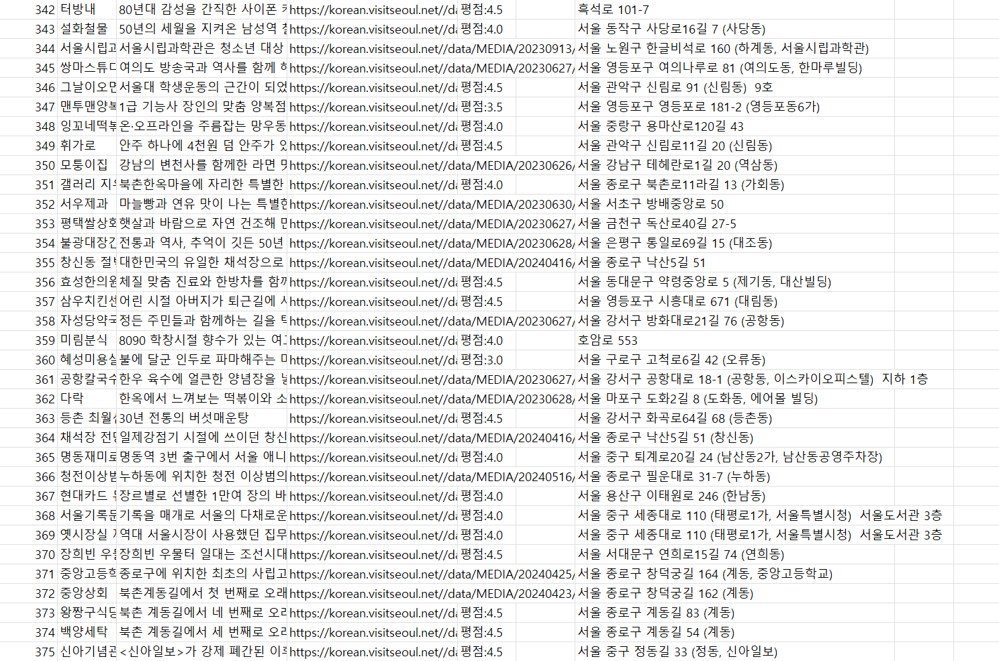 342 터방내 80년대 감성을 간직한 사이폰 https://korean.visitseoul.net//da 평점:4.5 흑석로 101-7
343 설화철물 50년의 세월을 지켜온 남성역 https://korean.visitseoul.net//da 평점:4.0 서울 동작구 사당로16길 7 (사당동)
344 서울시립과 서울시립과학관은 청소년 대상 https://korean.visitseoul.net//data/MEDIA/20230913/ 서울 노원구 한글비석로 160 (하계동, 서울시립과학관)
345 쌍마스튜디 여의도 방송국과 역사를 함께 https://korean.visitseoul.net//data/MEDIA/20230627/ 서울 영등포구 여의나루로 81 (여의도동, 한마루빌딩)
346 그날이오면 서울대 학생운동의 근간이 되었 https://korean.visitseoul.net//da 평점:4.5 서울 관악구 신림로 91 (신림동) 9호
347 맨투맨양복 1급 기능사 장인의 맞춤 양복점 https://korean.visitseoul.net//da 평점:3.5 서울 영등포구 영등포로 181-2 (영등포동6가)
348 잉꼬네떡볶 온·오프라인을 주름잡는 망우동 https://korean.visitseoul.net//da 평점:4.0 서울 중랑구 용마산로120길 43
349 휘가로 안주 하나에 4천원 덤 안주가 있 https://korean.visitseoul.net//da 평점:4.5 서울 관악구 신림로11길 20 (신림동)
350 모퉁이집 강남의 변천사를 함께한 라면 맛 https://korean.visitseoul.net//data/MEDIA/20230626/ 서울 강남구 테헤란로1길 20 (역삼동)
351 갤러리 지우 북촌한옥마을에 자리한 특별한 https://korean.visitseoul.net//da 평점:4.0 서울 종로구 북촌로11라길 13 (가회동)
352 서우제과 마늘빵과 연유 맛이 나는 특별한 https://korean.visitseoul.net//data/MEDIA/20230630/ 서울 서초구 방배중앙로 50
353 평택쌀상회 햇살과 바람으로 자연 건조해 만 https://korean.visitseoul.net//data/MEDIA/20230627/ 서울 금천구 독산로40길 27-5
354 불광대장간 전통과 역사, 추억이 깃든 50년 https://korean.visitseoul.net//data/MEDIA/20230628/ 서울 은평구 통일로69길 15 (대조동)
355 창신동 절벽 대한민국의 유일한 채석장으로 https://korean.visitseoul.net//data/MEDIA/20240416/ 서울 종로구 낙산5길 51
356 효성한의원 체질 맞춤 진료와 한방차를 함께 https://korean.visitseoul.net//da 평점:4.5 서울 동대문구 약령중앙로 5 (제기동, 대산빌딩)
357 삼우치킨센 어린 시절 아버지가 퇴근길에 사 https://korean.visitseoul.net//da 평점:4.5 서울 영등포구 시흥대로 671 (대림동)
358 자성당약국 정든 주민들과 함께하는 길을 택 https://korean.visitseoul.net//data/MEDIA/20230627/ 서울 강서구 방화대로21길 76 (공항동)
359 미림분식 8090 학창시절 향수가 있는 여고 https://korean.visitseoul.net//da 평점:4.0 호암로 553
360 혜성미용실 불에 달군 인두로 파마해주는 미 https://korean.visitseoul.net//da 평점:3.0 서울 구로구 고척로6길 42 (오류동)
361 공항칼국수 한우 육수에 얼큰한 양념장을 넣 https://korean.visitseoul.net//data/MEDIA/20230627/ 서울 강서구 공항대로 18-1 (공항동, 이스카이오피스텔) 지하 1층
362 다락 한옥에서 느껴보는 떡볶이와 소 https://korean.visitseoul.net//data/MEDIA/20230628/ 서울 마포구 도화2길 8 (도화동, 에어몰 빌딩)
363 등촌 최월선 30년 전통의 버섯매운탕 https://korean.visitseoul.net//da 평점:4.5 서울 강서구 화곡로64길 68 (등촌동)
364 채석장 전망 일제강점기 시절에 쓰이던 창신 https://korean.visitseoul.net//data/MEDIA/20240416/ 서울 종로구 낙산5길 51 (창신동)
365 명동재미로 명동역 3번 출구에서 서울 애니 https://korean.visitseoul.net//da 평점:4.0 서울 중구 퇴계로20길 24 (남산동2가, 남산동공영주차장)
366 청전이상범 누하동에 위치한 청전 이상범의 https://korean.visitseoul.net//data/MEDIA/20240516/ 서울 종로구 필운대로 31-7 (누하동)
367 현대카드 장르별로 선별한 1만여 장의 바 https://korean.visitseoul.net//da 평점:4.0 서울 용산구 이태원로 246 (한남동)
368 서울기록문 기록을 매개로 서울의 다채로운 https://korean.visitseoul.net//da 평점:4.0 서울 중구 세종대로 110 (태평로1가, 서울특별시청) 서울도서관 3층
369 옛시장실 역대 서울시장이 사용했던 집무 https://korean.visitseoul.net//da 평점:4.0 서울 중구 세종대로 110 (태평로1가, 서울특별시청) 서울도서관 3층
370 장희빈 우물 장희빈 우물터 일대는 조선시대 https://korean.visitseoul.net//da 평점:4.5 서울 서대문구 연희로15길 74 (연희동)
371 중앙고등학 종로구에 위치한 최초의 사립고 https://korean.visitseoul.net//data/MEDIA/20240425/ 서울 종로구 창덕궁길 164 (계동, 중앙고등학교)
372 중앙상회 북촌계동길에서 첫 번째로 오래 https://korean.visitseoul.net//data/MEDIA/20240423/ 서울 종로구 창덕궁길 162 (계동)
373 왕짱구식당 북촌 계동길에서 네 번째로 오래 https://korean.visitseoul.net//da 평점:4.5 서울 종로구 계동길 83 (계동)
374 백양세탁 북촌 계동길에서 세 번째로 오래 https://korean.visitseoul.net//da 평점:4.5 서울 종로구 계동길 54 (계동)
375 신아기념관 <신아일보>가 강제 폐간된 이후 https://korean.visitseoul.net//da 평점:4.5 서울 중구 정동길 33 (정동, 신아일보)